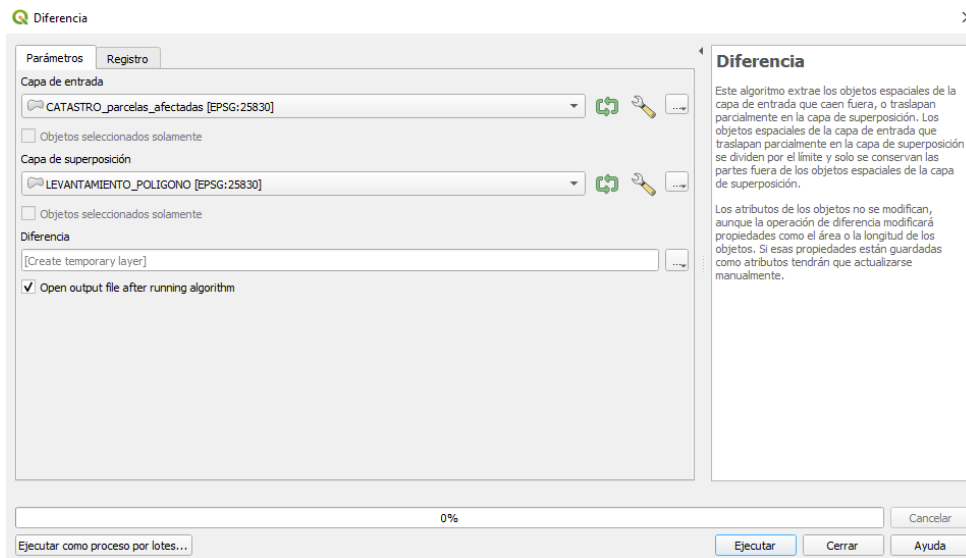 Diferencia
Parámetros
Registro
Capa de entrada
CATASTRO_parcelas_afectadas [EPSG:25830]
...
Objetos seleccionados solamente
Capa de superposición
LEVANTAMIENTO_POLIGONO [EPSG:25830]
...
Objetos seleccionados solamente
Diferencia
[Create temporary layer]
...
Open output file after running algorithm
Diferencia
Este algoritmo extrae los objetos espaciales de la
capa de entrada que caen fuera, o traslapan
parcialmente en la capa de superposición. Los
objetos espaciales de la capa de entrada que
traslapan parcialmente en la capa de superposición
se dividen por el límite y solo se conservan las
partes fuera de los objetos espaciales de la capa
de superposición.
Los atributos de los objetos no se modifican,
aunque la operación de diferencia modificará
propiedades como el área o la longitud de los
objetos. Si esas propiedades están guardadas
como atributos tendrán que actualizarse
manualmente.
0%
Cancelar
Ejecutar como proceso por lotes...
Ejecutar
Cerrar
Ayuda